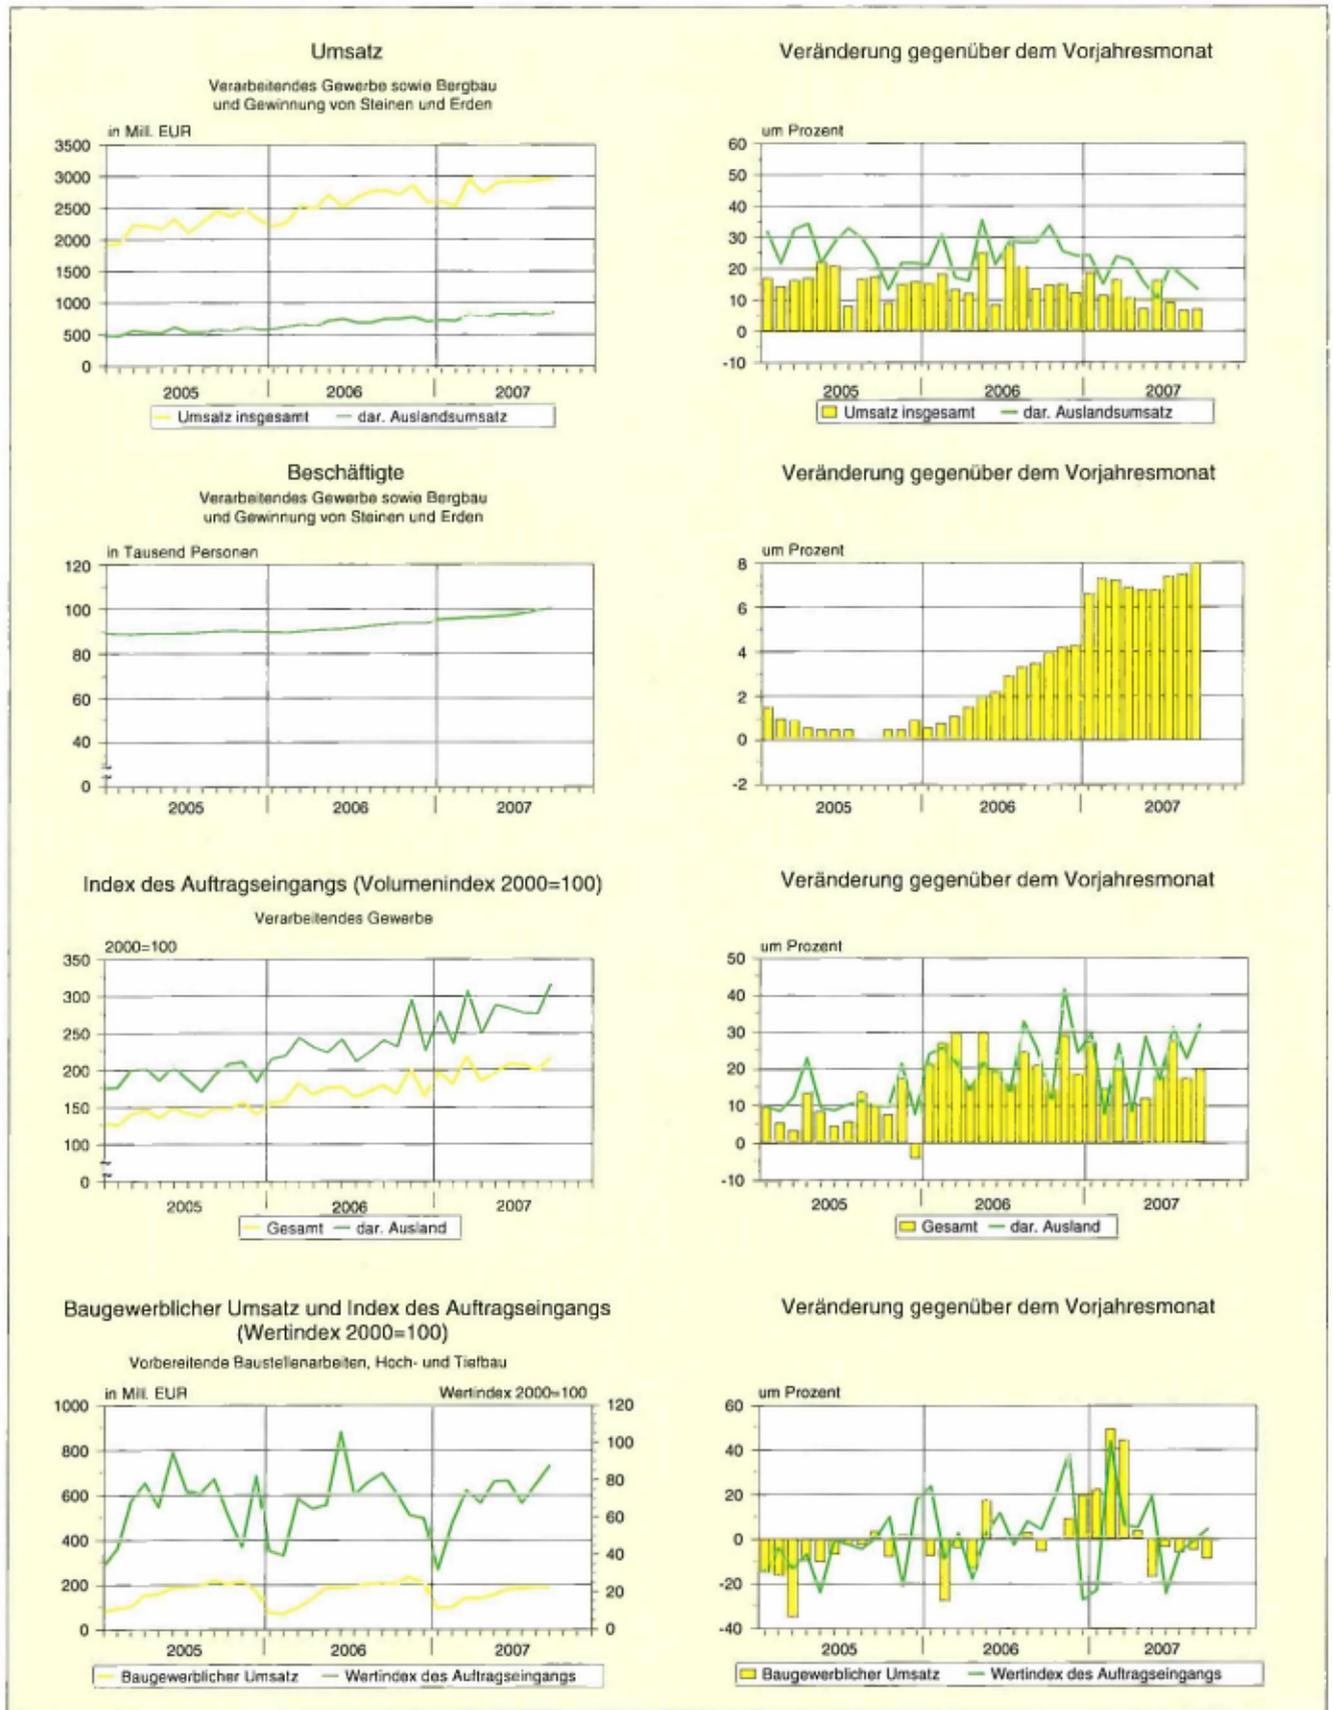 Umsatz
Verarbeitendes Gewerbe sowie Bergbau
und Gewinnung von Steinen und Erden
in Mill. EUR
3500
3000
2500
2000
1500
1000
500
0
2005 2006 2007
Umsatz insgesamt dar. Auslandsumsatz
Veränderung gegenüber dem Vorjahresmonat
um Prozent
60
50
40
30
20
10
0
-10
2005 2006 2007
Umsatz insgesamt dar. Auslandsumsatz
Beschäftigte
Verarbeitendes Gewerbe sowie Bergbau
und Gewinnung von Steinen und Erden
in Tausend Personen
120
100
80
60
40
0
2005 2006 2007
Veränderung gegenüber dem Vorjahresmonat
um Prozent
8
6
4
2
0
-2
2005 2006 2007
Index des Auftragseingangs (Volumenindex 2000=100)
Verarbeitendes Gewerbe
2000=100
350
300
250
200
150
100
0
2005 2006 2007
Gesamt dar. Ausland
Veränderung gegenüber dem Vorjahresmonat
um Prozent
50
40
30
20
10
0
-10
2005 2006 2007
Gesamt dar. Ausland
Baugewerblicher Umsatz und Index des Auftragseingangs
(Wertindex 2000=100)
Vorbereitende Baustellenarbeiten, Hoch- und Tiefbau
in Mill. EUR Wertindex 2000=100
1000 120
800 100
600 80
400 60
200 40
0 20
0
2005 2006 2007
Baugewerblicher Umsatz Wertindex des Auftragseingangs
Veränderung gegenüber dem Vorjahresmonat
um Prozent
60
40
20
0
-20
-40
2005 2006 2007
Baugewerblicher Umsatz Wertindex des Auftragseingangs